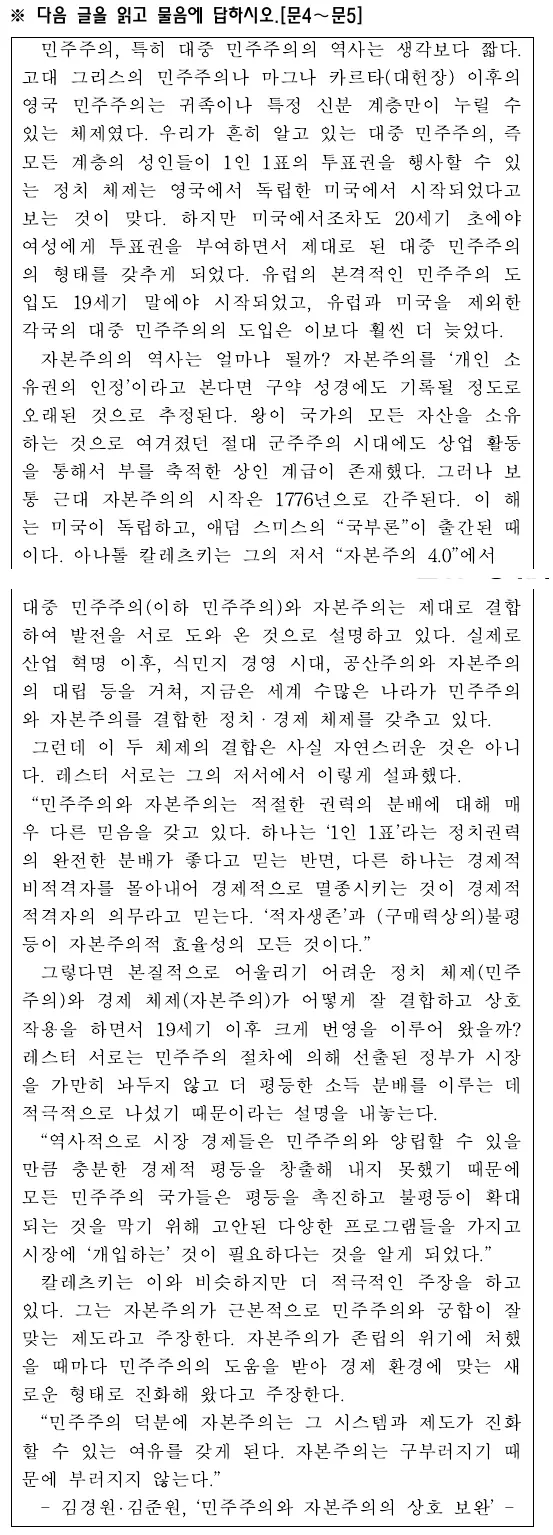 ※ 다음 글을 읽고 물음에 답하시오.[문4～문5]
민주주의, 특히 대중 민주주의의 역사는 생각보다 짧다.
고대 그리스의 민주주의나 마그나 카르타(대헌장) 이후의
영국 민주주의는 귀족이나 특정 신분 계층만이 누릴 수
있는 체제였다. 우리가 흔히 알고 있는 대중 민주주의, 즉
모든 계층의 성인들이 1인 1표의 투표권을 행사할 수 있
는 정치 체제는 영국에서 독립한 미국에서 시작되었다고
보는 것이 맞다. 하지만 미국에서조차도 20세기 초에야
여성에게 투표권을 부여하면서 제대로 된 대중 민주주의
의 형태를 갖추게 되었다. 유럽의 본격적인 민주주의 도
입도 19세기 말에야 시작되었고, 유럽과 미국을 제외한
각국의 대중 민주주의의 도입은 이보다 훨씬 더 늦었다.
자본주의의 역사는 얼마나 될까? 자본주의를 ‘개인 소
유권의 인정’이라고 본다면 구약 성경에도 기록될 정도로
오래된 것으로 추정된다. 왕이 국가의 모든 자산을 소유
하는 것으로 여겨졌던 절대 군주주의 시대에도 상업 활동
을 통해서 부를 축적한 상인 계급이 존재했다. 그러나 보
통 근대 자본주의의 시작은 1776년으로 간주된다. 이 해
는 미국이 독립하고, 애덤 스미스의 “국부론”이 출간된 때
이다. 아나톨 칼레츠키는 그의 저서 “자본주의 4.0”에서
대중 민주주의(이하 민주주의)와 자본주의는 제대로 결합
하여 발전을 서로 도와 온 것으로 설명하고 있다. 실제로
산업 혁명 이후, 식민지 경영 시대, 공산주의와 자본주의
의 대립 등을 거쳐, 지금은 세계 수많은 나라가 민주주의
와 자본주의를 결합한 정치·경제 체제를 갖추고 있다.
그런데 이 두 체제의 결합은 사실 자연스러운 것은 아니
다. 레스터 서로는 그의 저서에서 이렇게 설파했다.
“민주주의와 자본주의는 적절한 권력의 분배에 대해 매
우 다른 믿음을 갖고 있다. 하나는 ‘1인 1표’라는 정치권력
의 완전한 분배가 좋다고 믿는 반면, 다른 하나는 경제적
비적격자를 몰아내어 경제적으로 멸종시키는 것이 경제적
적격자의 의무라고 믿는다. ‘적자생존’과 (구매력상의)불평
등이 자본주의적 효율성의 모든 것이다.”
그렇다면 본질적으로 어울리기 어려운 정치 체제(민주
주의)와 경제 체제(자본주의)가 어떻게 잘 결합하고 상호
작용을 하면서 19세기 이후 크게 번영을 이루어 왔을까?
레스터 서로는 민주주의 절차에 의해 선출된 정부가 시장
을 가만히 놔두지 않고 더 평등한 소득 분배를 이루는 데
적극적으로 나섰기 때문이라는 설명을 내놓는다.
“역사적으로 시장 경제들은 민주주의와 양립할 수 있을
만큼 충분한 경제적 평등을 창출해 내지 못했기 때문에
모든 민주주의 국가들은 평등을 촉진하고 불평등이 확대
되는 것을 막기 위해 고안된 다양한 프로그램들을 가지고
시장에 ‘개입하는’ 것이 필요하다는 것을 알게 되었다.”
칼레츠키는 이와 비슷하지만 더 적극적인 주장을 하고
있다. 그는 자본주의가 근본적으로 민주주의와 궁합이 잘
맞는 제도라고 주장한다. 자본주의가 존립의 위기에 처했
을 때마다 민주주의의 도움을 받아 경제 환경에 맞는 새
로운 형태로 진화해 왔다고 주장한다.
“민주주의 덕분에 자본주의는 그 시스템과 제도가 진화
할 수 있는 여유를 갖게 된다. 자본주의는 구부러지기 때
문에 부러지지 않는다.”
- 김경원·김준원, ‘민주주의와 자본주의의 상호 보완’ -